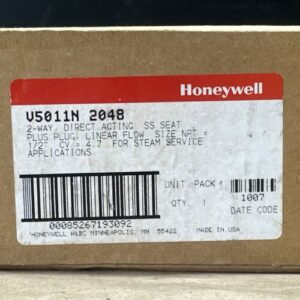 Honeywell
V5011N 2048
2-WAY, DIRECT ACTING SS SEAT
PLUS PLUG, LINEAR FLOW SIZE NPT =
1/2" CV = 4.7 FOR STEAM SERVICE
APPLICATIONS
UNIT PACK
QTY 1
1007
DATE CODE
00085267193092
HONEYWELL H&BC MINNEAPOLIS, MN 55422 MADE IN USA